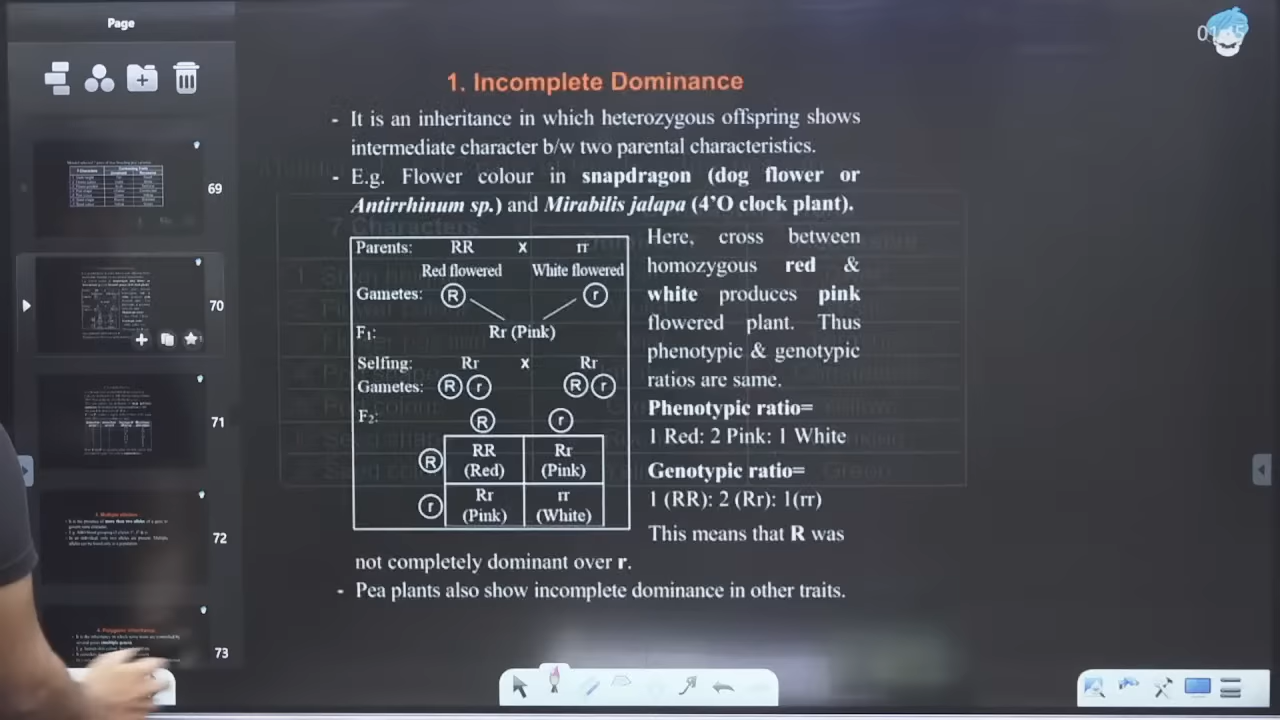 Page
1. Incomplete Dominance
- It is an inheritance in which heterozygous offspring shows
intermediate character b/w two parental characteristics.
- E.g. Flower colour in snapdragon (dog flower or
Antirrhinum sp.) and Mirabilis jalapa (4’O clock plant).
Parents: RR x rr
Red flowered White flowered
Gametes: R r
F1: Rr (Pink)
Selfing: Rr x Rr
Gametes: R r R r
F2: R r
R RR Rr
(Red) (Pink)
r Rr rr
(Pink) (White)
Here, cross between
homozygous red &
white produces pink
flowered plant. Thus
phenotypic & genotypic
ratios are same.
Phenotypic ratio=
1 Red: 2 Pink: 1 White
Genotypic ratio=
1 (RR): 2 (Rr): 1(rr)
This means that R was
not completely dominant over r.
- Pea plants also show incomplete dominance in other traits.
69
70
71
72
73